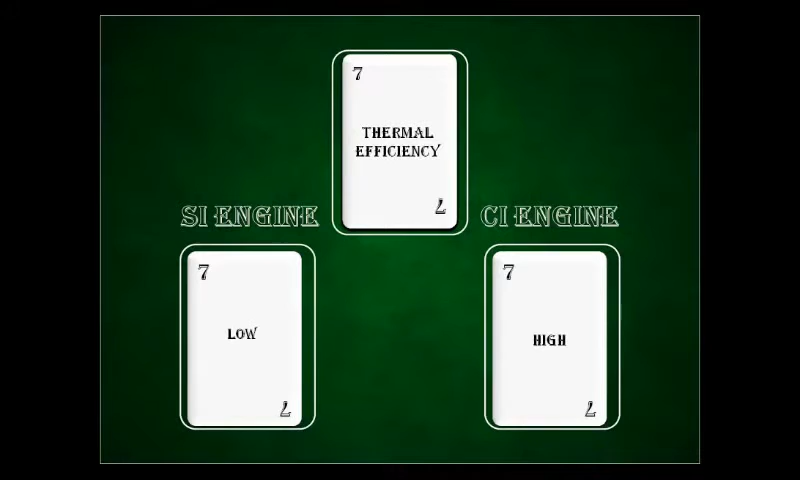 7
THERMAL
EFFICIENCY
7
SI ENGINE
CI ENGINE
7
LOW
7
7
HIGH
7